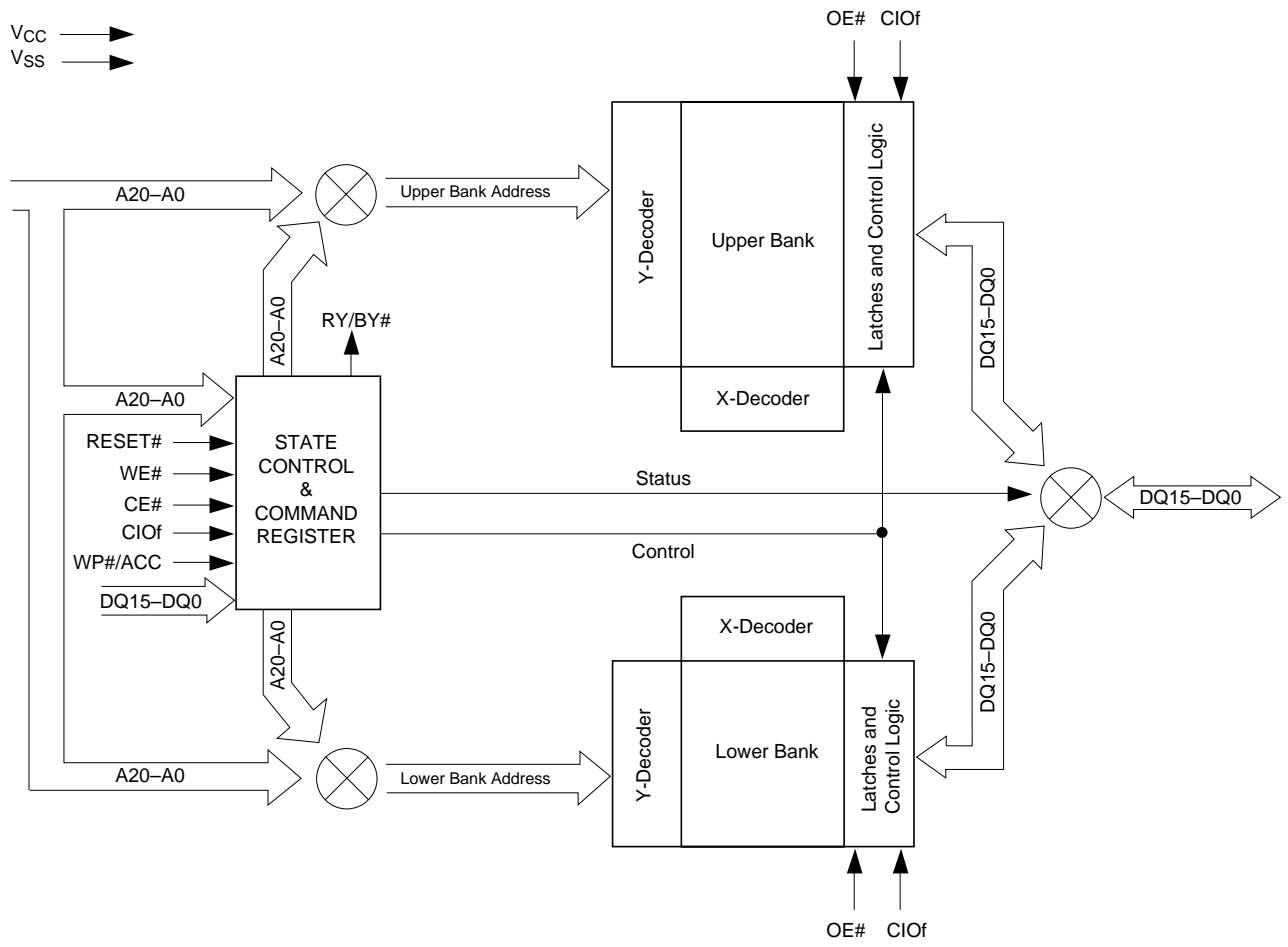 VCC
VSS
OE#
CIOf
A20–A0
Upper Bank Address
Y-Decoder
Upper Bank
Latches and Control Logic
X-Decoder
DQ15–DQ0
A20–A0
RY/BY#
A20–A0
RESET#
WE#
CE#
CIOf
WP#/ACC
DQ15–DQ0
STATE
CONTROL
&
COMMAND
REGISTER
Status
Control
DQ15–DQ0
A20–A0
A20–A0
Lower Bank Address
X-Decoder
Y-Decoder
Lower Bank
Latches and
Control Logic
DQ15–DQ0
OE#
CIOf